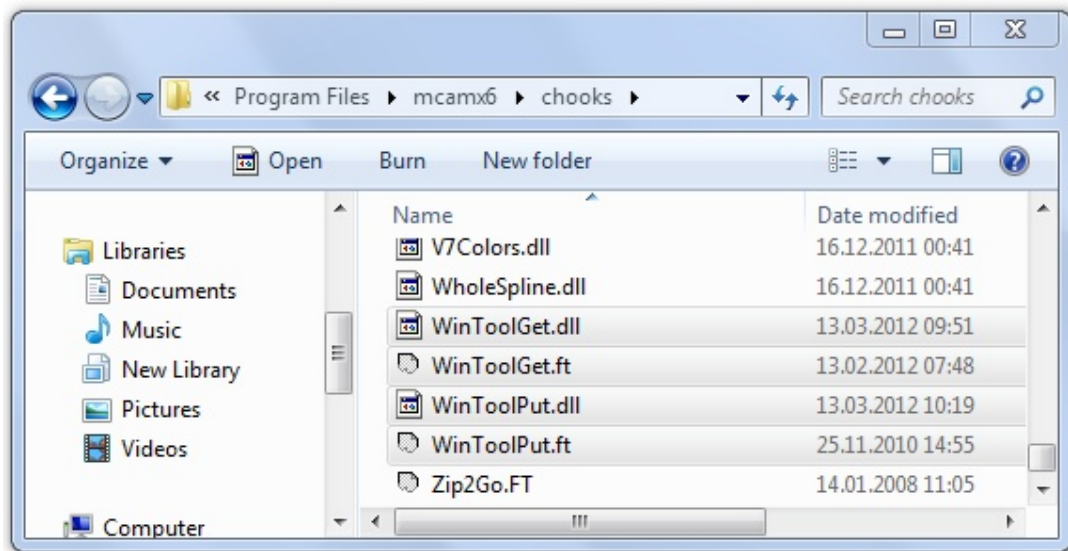 « Program Files ▸ mcamx6 ▸ chooks ▸ Search chooks
Organize Open Burn New folder
Name Date modified
Libraries V7Colors.dll 16.12.2011 00:41
Documents WholeSpline.dll 16.12.2011 00:41
Music WinToolGet.dll 13.03.2012 09:51
New Library WinToolGet.ft 13.02.2012 07:48
Pictures WinToolPut.dll 13.03.2012 10:19
Videos WinToolPut.ft 25.11.2010 14:55
Zip2Go.FT 14.01.2008 11:05
Computer